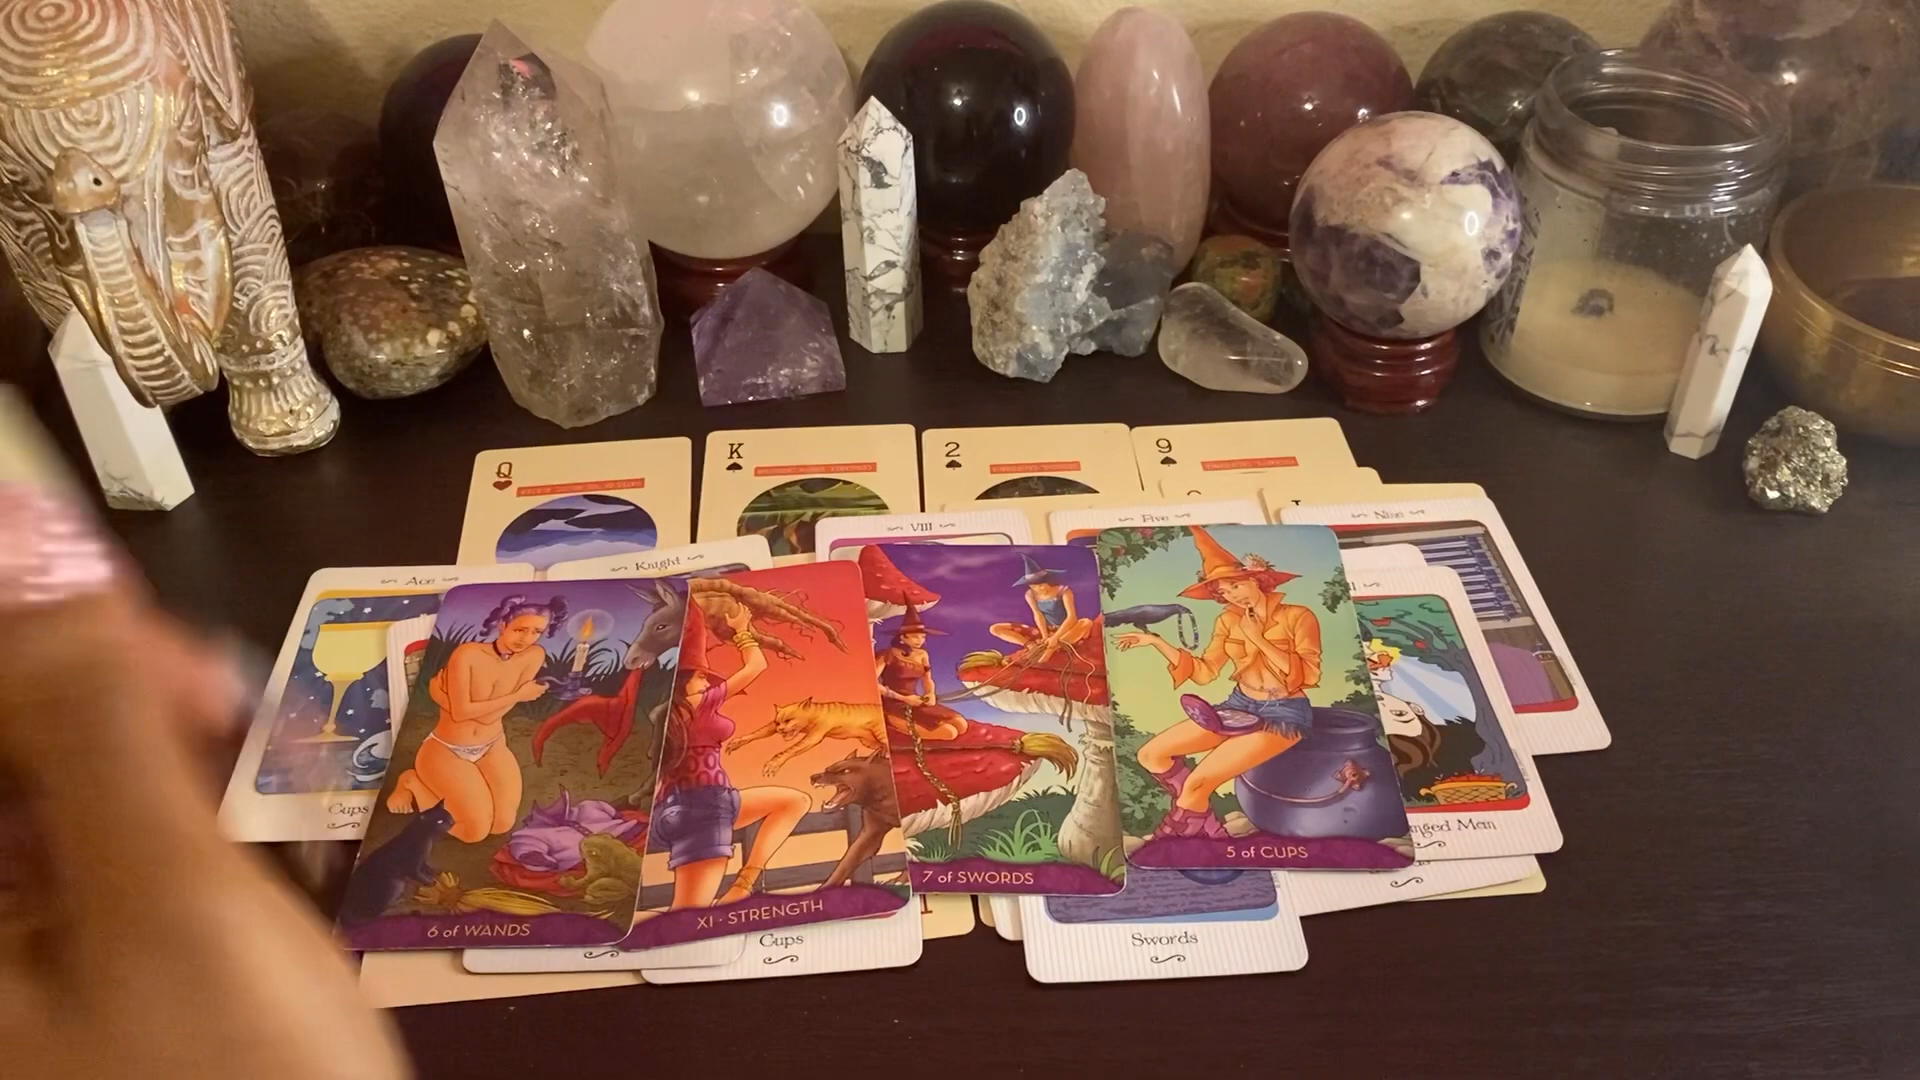 Q
K
2
9
VIII
Five
Nine
Ace
Knight
Cups
nged Man
5 of CUPS
7 of SWORDS
XI · STRENGTH
6 of WANDS
Cups
Swords